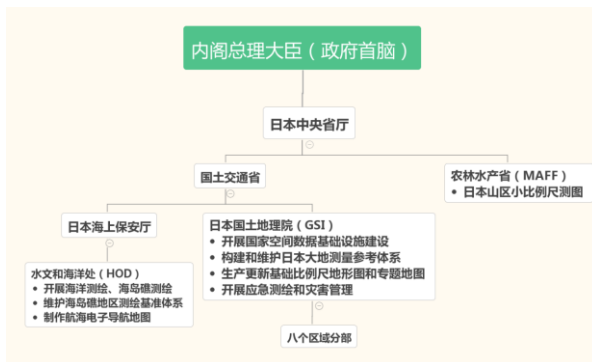 内阁总理大臣（政府首脑）
日本中央省厅
国土交通省
农林水产省（MAFF）
• 日本山区小比例尺测图
日本海上保安厅
日本国土地理院（GSI）
• 开展国家空间数据基础设施建设
• 构建和维护日本大地测量参考体系
• 生产更新基础比例尺地形图和专题地图
• 开展应急测绘和灾害管理
水文和海洋处（HOD）
• 开展海洋测绘、海岛礁测绘
• 维护海岛礁地区测绘基准体系
• 制作航海电子导航地图
八个区域分部